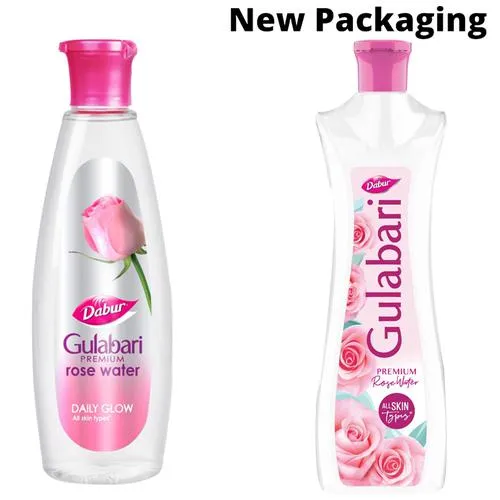 New Packaging
Dabur
Gulabari
PREMIUM
rose water
DAILY GLOW
All skin types*
Dabur
Gulabari
PREMIUM
Rose Water
ALL SKIN
types*